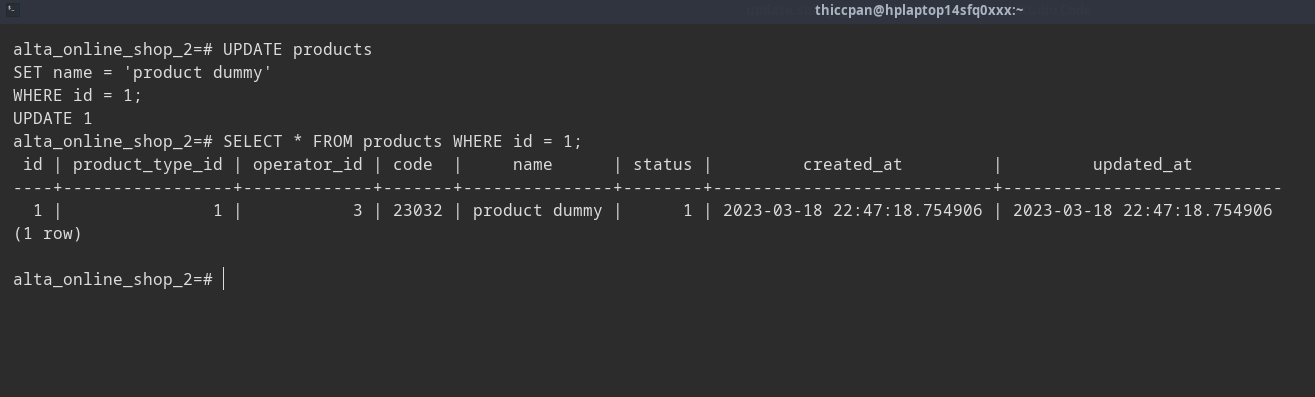 thiccpan@hplaptop14sfq0xxx:~
alta_online_shop_2=# UPDATE products
SET name = 'product dummy'
WHERE id = 1;
UPDATE 1
alta_online_shop_2=# SELECT * FROM products WHERE id = 1;
 id | product_type_id | operator_id | code  |     name      | status |         created_at         |         updated_at
----+-----------------+-------------+-------+---------------+--------+----------------------------+----------------------------
  1 |               1 |           3 | 23032 | product dummy |      1 | 2023-03-18 22:47:18.754906 | 2023-03-18 22:47:18.754906
(1 row)
alta_online_shop_2=#